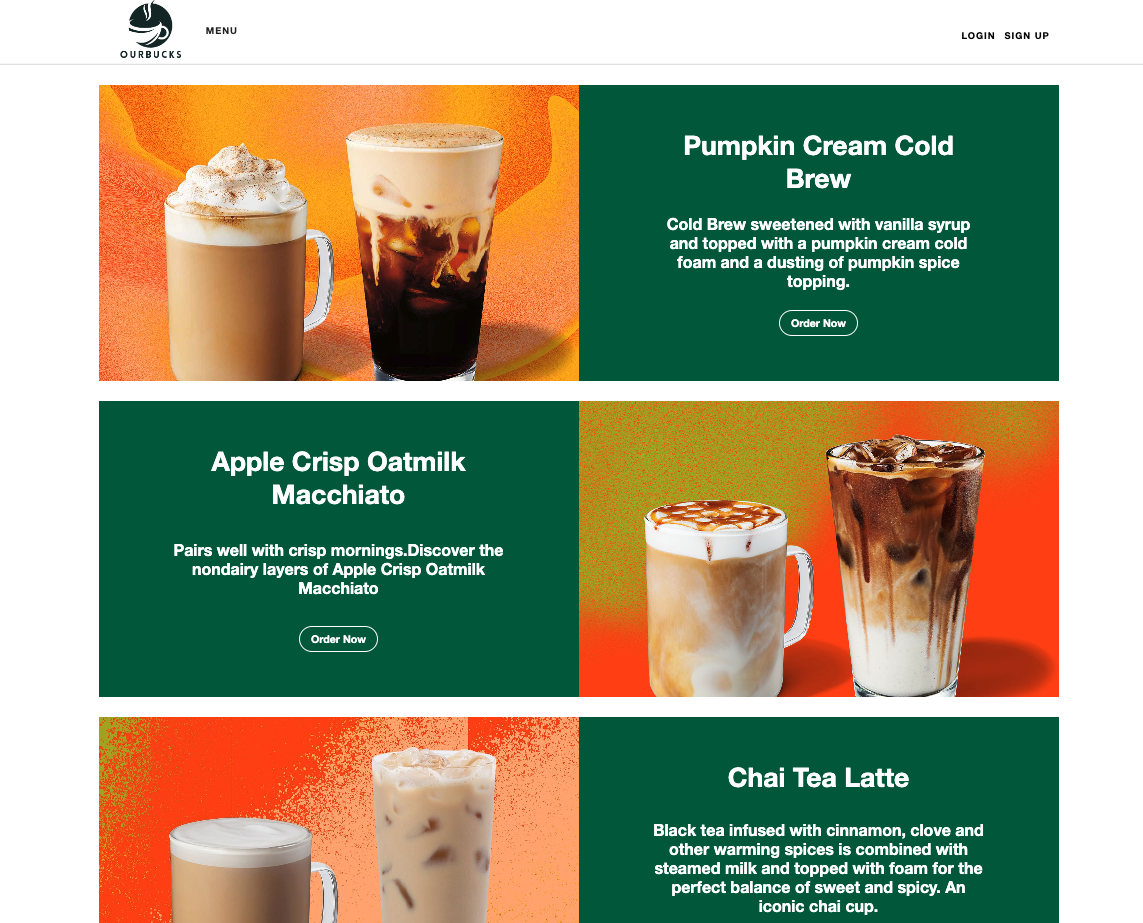 MENU
OURBUCKS
LOGIN SIGN UP
Pumpkin Cream Cold
Brew
Cold Brew sweetened with vanilla syrup
and topped with a pumpkin cream cold
foam and a dusting of pumpkin spice
topping.
Order Now
Apple Crisp Oatmilk
Macchiato
Pairs well with crisp mornings.Discover the
nondairy layers of Apple Crisp Oatmilk
Macchiato
Order Now
Chai Tea Latte
Black tea infused with cinnamon, clove and
other warming spices is combined with
steamed milk and topped with foam for the
perfect balance of sweet and spicy. An
iconic chai cup.